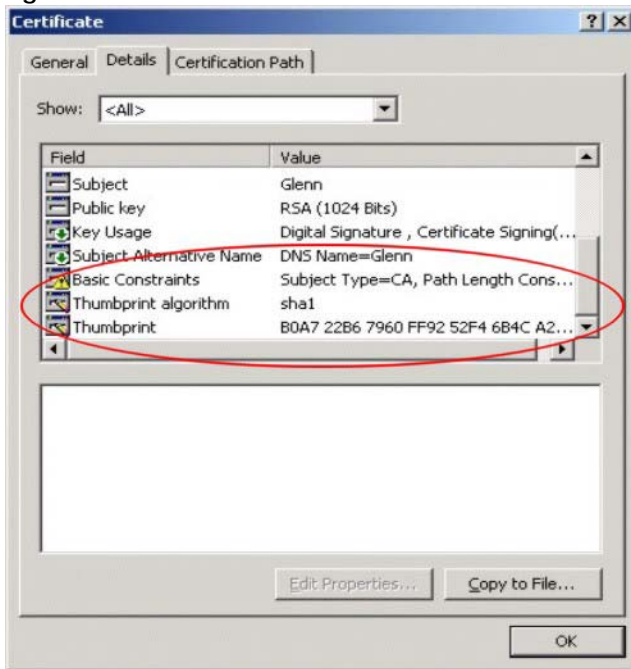 Certificate
General Details Certification Path
Show: <All>
Field Value
Subject Glenn
Public key RSA (1024 Bits)
Key Usage Digital Signature , Certificate Signing(...
Subject Alternative Name DNS Name=Glenn
Basic Constraints Subject Type=CA, Path Length Cons...
Thumbprint algorithm sha1
Thumbprint B0A7 22B6 7960 FF92 52F4 6B4C A2...
Edit Properties... Copy to File...
OK